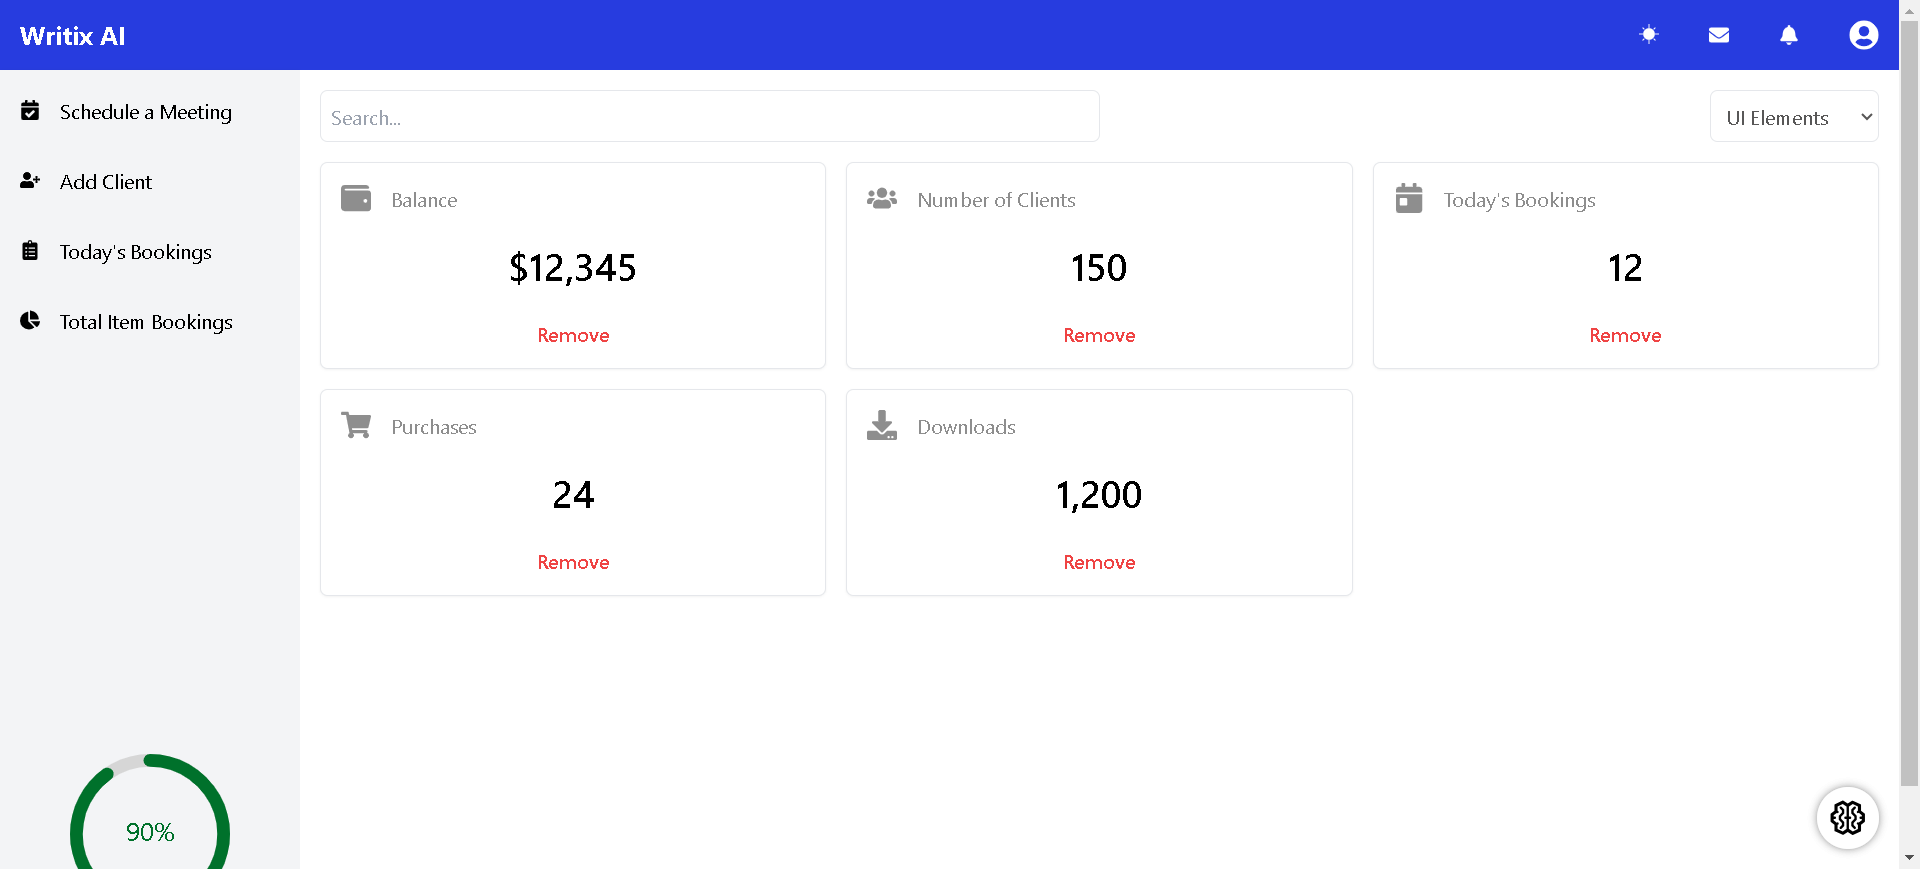 Writix AI
Schedule a Meeting
Add Client
Today's Bookings
Total Item Bookings
90%
Search...
UI Elements
Balance
$12,345
Remove
Number of Clients
150
Remove
Today's Bookings
12
Remove
Purchases
24
Remove
Downloads
1,200
Remove